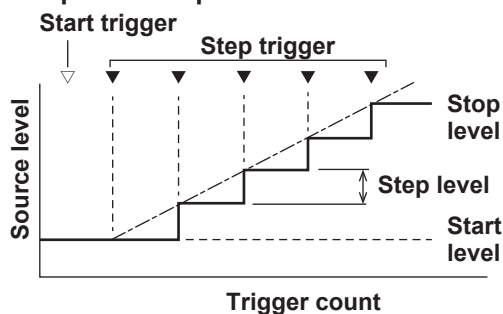 Start trigger
Step trigger
Source level
Stop
level
Step level
Start
level
Trigger count